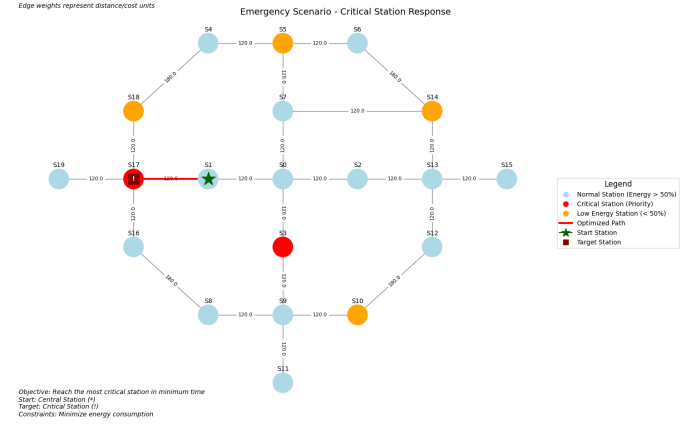 Edge weights represent distance/cost units
Emergency Scenario - Critical Station Response
S4
S5
S6
120.0
120.0
180.0
120.0
180.0
S18
S7
S14
120.0
120.0
120.0
120.0
S19
S17
S1
S0
S2
S13
S15
120.0
!
120.0
120.0
120.0
120.0
120.0
120.0
120.0
120.0
S16
S3
S12
180.0
120.0
180.0
S8
S9
S10
120.0
120.0
120.0
S11
Legend
Normal Station (Energy > 50%)
Critical Station (Priority)
Low Energy Station (< 50%)
Optimized Path
Start Station
Target Station
Objective: Reach the most critical station in minimum time
Start: Central Station (*)
Target: Critical Station (!)
Constraints: Minimize energy consumption